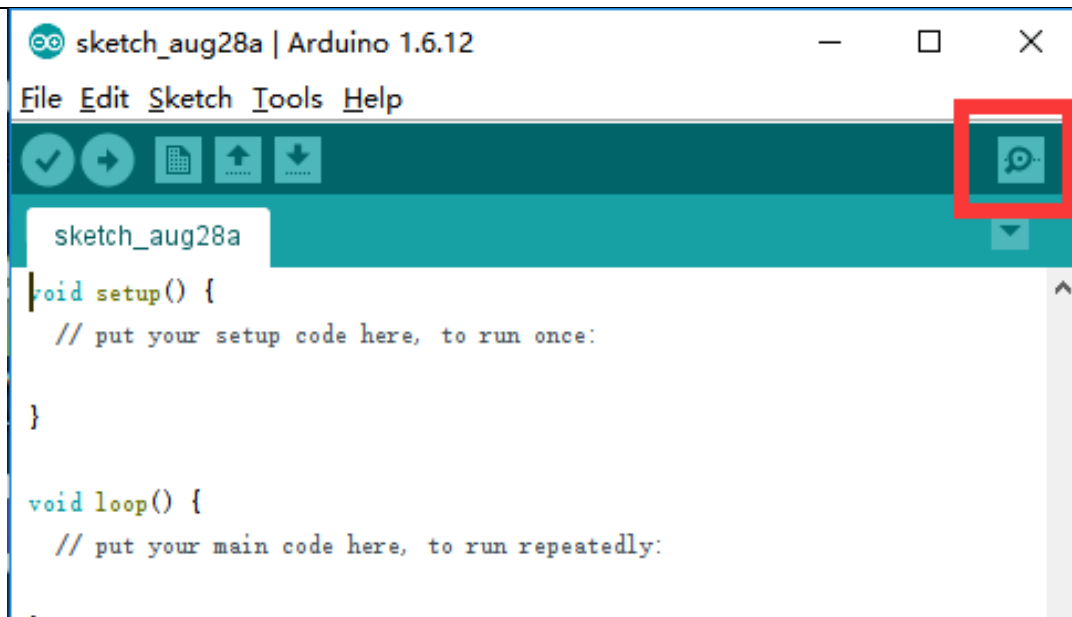 sketch_aug28a | Arduino 1.6.12
File Edit Sketch Tools Help
sketch_aug28a
void setup() {
// put your setup code here, to run once:
}
void loop() {
// put your main code here, to run repeatedly: